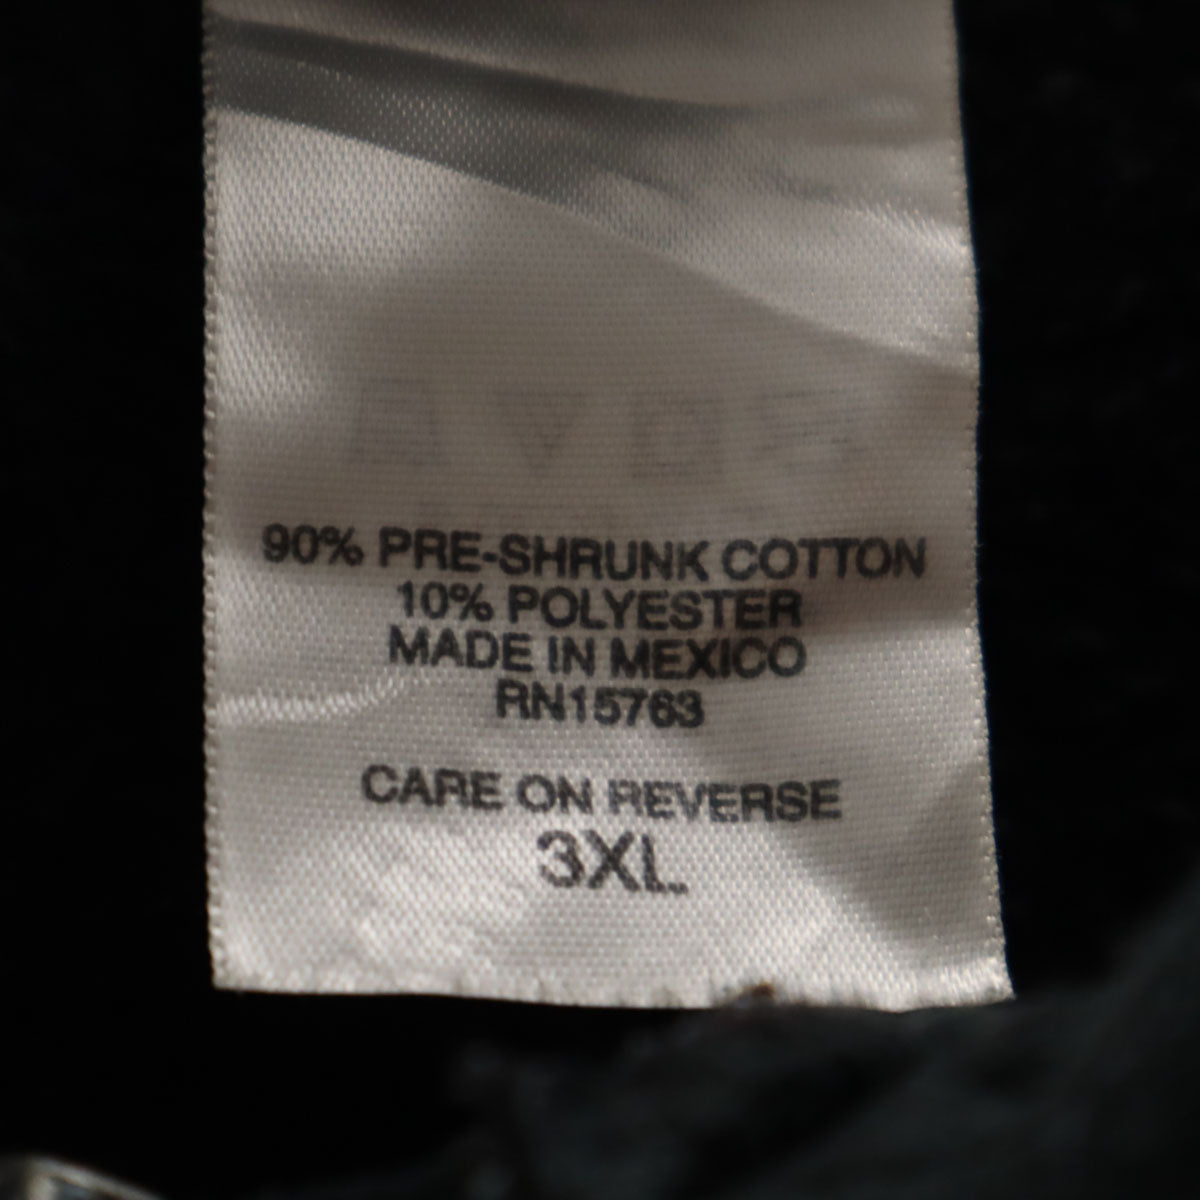 90% PRE-SHRUNK COTTON
10% POLYESTER
MADE IN MEXICO
RN15763
CARE ON REVERSE
3XL